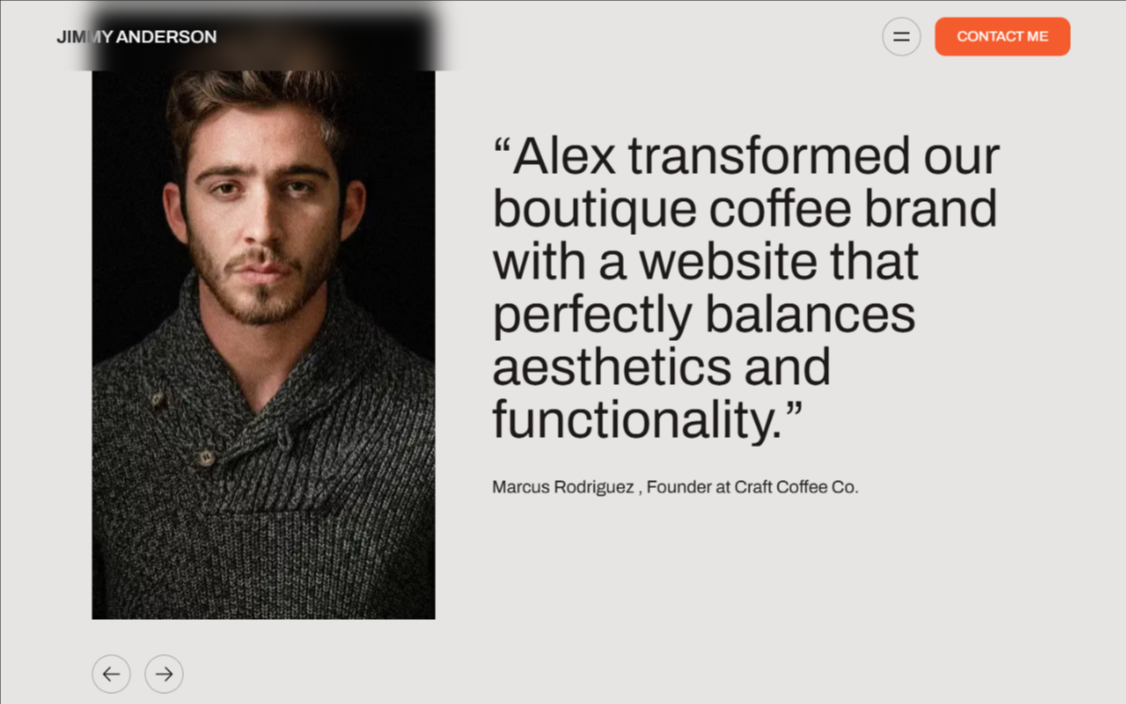 JIMMY ANDERSON
CONTACT ME
“Alex transformed our
boutique coffee brand
with a website that
perfectly balances
aesthetics and
functionality.”
Marcus Rodriguez , Founder at Craft Coffee Co.